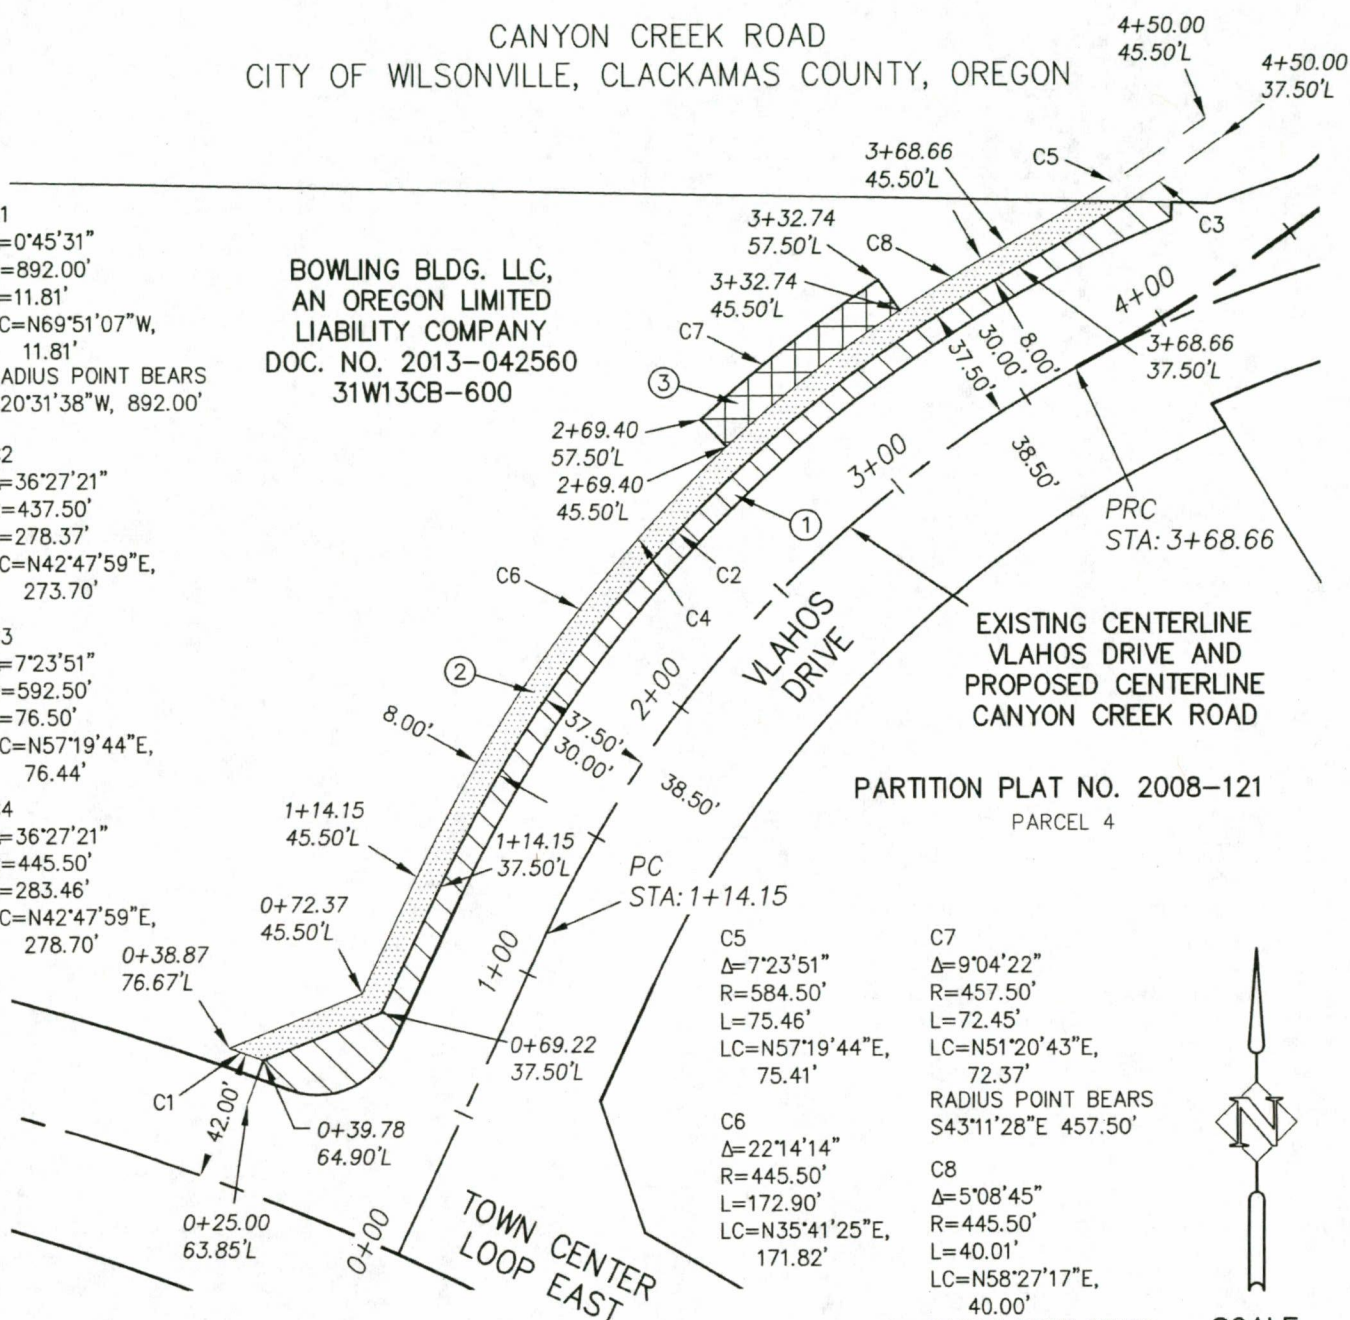 CANYON CREEK ROAD
CITY OF WILSONVILLE, CLACKAMAS COUNTY, OREGON
4+50.00
45.50'L
4+50.00
37.50'L
3+68.66
45.50'L
C5
C3
3+32.74
57.50'L
C8
3+32.74
45.50'L
C7
3
2+69.40
57.50'L
2+69.40
45.50'L
BOWLING BLDG. LLC,
AN OREGON LIMITED
LIABILITY COMPANY
DOC. NO. 2013-042560
31W13CB-600
1
=0°45'31"
=892.00'
=11.81'
C=N69°51'07"W,
11.81'
ADIUS POINT BEARS
20°31'38"W, 892.00'
2
=36°27'21"
=437.50'
=278.37'
C=N42°47'59"E,
273.70'
3
=7°23'51"
=592.50'
=76.50'
C=N57°19'44"E,
76.44'
4
=36°27'21"
=445.50'
=283.46'
C=N42°47'59"E,
278.70'
4+00
8.00'
30.00'
37.50'
3+68.66
37.50'L
38.50'
3+00
PRC
STA: 3+68.66
1
C2
C4
C6
2
VLAHOS
DRIVE
EXISTING CENTERLINE
VLAHOS DRIVE AND
PROPOSED CENTERLINE
CANYON CREEK ROAD
2+00
8.00'
37.50'
30.00'
38.50'
PARTITION PLAT NO. 2008-121
PARCEL 4
1+14.15
45.50'L
1+14.15
37.50'L
PC
STA: 1+14.15
0+72.37
45.50'L
0+38.87
76.67'L
1+00
0+69.22
37.50'L
C1
42.00'
0+39.78
64.90'L
0+25.00
63.85'L
0+00
TOWN CENTER
LOOP EAST
C5
Δ=7°23'51"
R=584.50'
L=75.46'
LC=N57°19'44"E,
75.41'
C6
Δ=22°14'14"
R=445.50'
L=172.90'
LC=N35°41'25"E,
171.82'
C7
Δ=9°04'22"
R=457.50'
L=72.45'
LC=N51°20'43"E,
72.37'
RADIUS POINT BEARS
S43°11'28"E 457.50'
C8
Δ=5°08'45"
R=445.50'
L=40.01'
LC=N58°27'17"E,
40.00'
N
SCALE